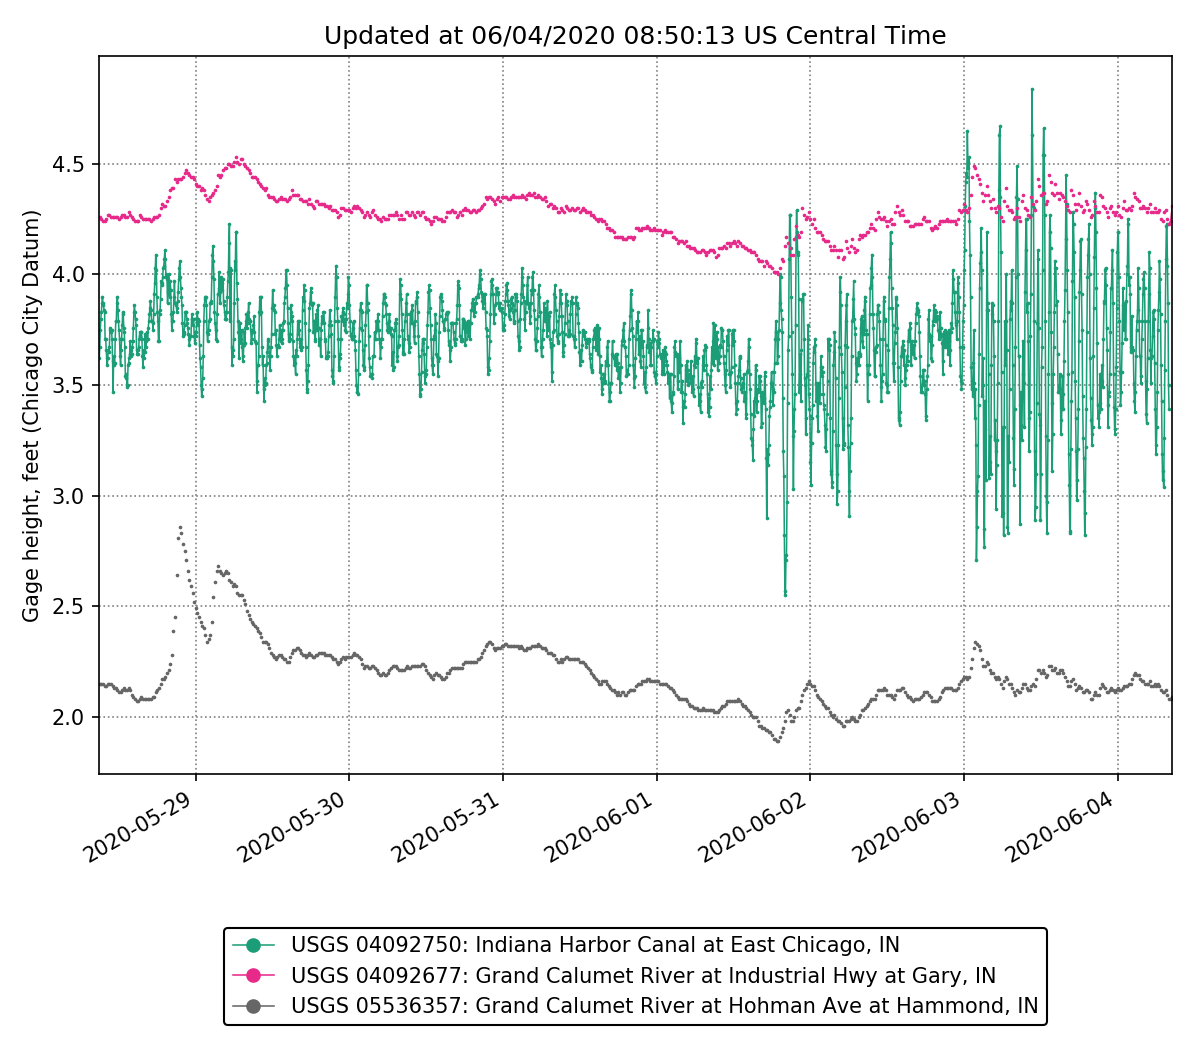 Updated at 06/04/2020 08:50:13 US Central Time
Gage height, feet (Chicago City Datum)
4.5
4.0
3.5
3.0
2.5
2.0
2020-05-29
2020-05-30
2020-05-31
2020-06-01
2020-06-02
2020-06-03
2020-06-04
USGS 04092750: Indiana Harbor Canal at East Chicago, IN
USGS 04092677: Grand Calumet River at Industrial Hwy at Gary, IN
USGS 05536357: Grand Calumet River at Hohman Ave at Hammond, IN